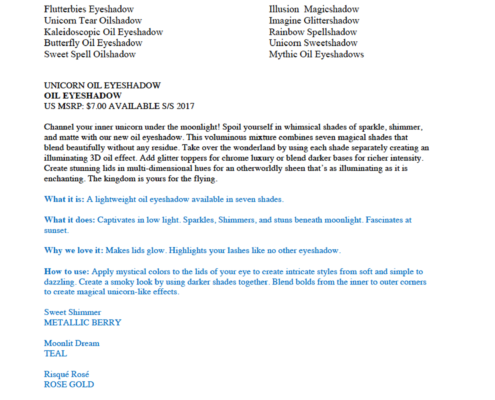 Flutterbies Eyeshadow
Unicorn Tear Oilshadow
Kaleidoscopic Oil Eyeshadow
Butterfly Oil Eyeshadow
Sweet Spell Oilshadow
Illusion Magicshadow
Imagine Glittershadow
Rainbow Spellshadow
Unicorn Sweetshadow
Mythic Oil Eyeshadows
UNICORN OIL EYESHADOW
OIL EYESHADOW
US MSRP: $7.00 AVAILABLE S/S 2017
Channel your inner unicorn under the moonlight! Spoil yourself in whimsical shades of sparkle, shimmer,
and matte with our new oil eyeshadow. This voluminous mixture combines seven magical shades that
blend beautifully without any residue. Take over the wonderland by using each shade separately creating an
illuminating 3D oil effect. Add glitter toppers for chrome luxury or blend darker bases for richer intensity.
Create stunning lids in multi-dimensional hues for an otherworldly sheen that's as illuminating as it is
enchanting. The kingdom is yours for the flying.
What it is: A lightweight oil eyeshadow available in seven shades.
What it does: Captivates in low light. Sparkles, Shimmers, and stuns beneath moonlight. Fascinates at
sunset.
Why we love it: Makes lids glow. Highlights your lashes like no other eyeshadow.
How to use: Apply mystical colors to the lids of your eye to create intricate styles from soft and simple to
dazzling. Create a smoky look by using darker shades together. Blend bolds from the inner to outer corners
to create magical unicorn-like effects.
Sweet Shimmer
METALLIC BERRY
Moonlit Dream
TEAL
Risqué Rosé
ROSE GOLD